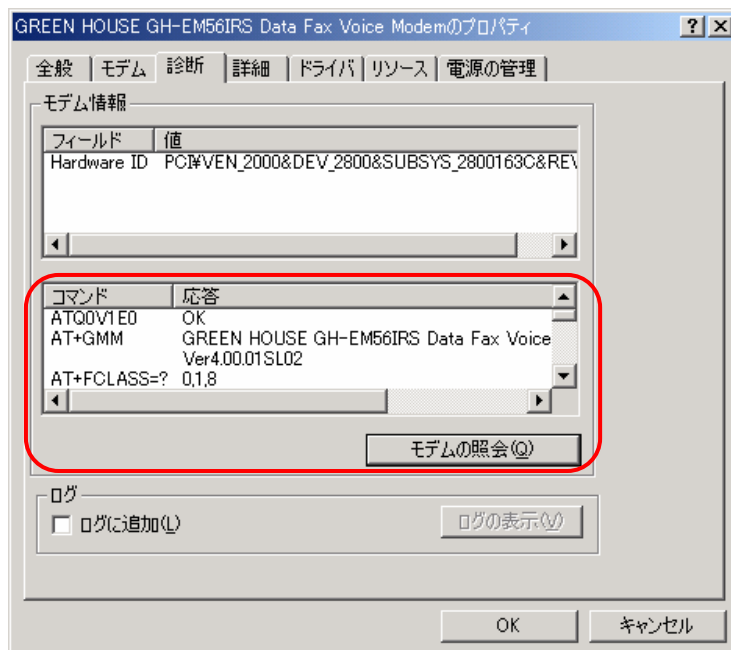 GREEN HOUSE GH-EM56IRS Data Fax Voice Modemのプロパティ
全般 モデム 診断 詳細 ドライバ リソース 電源の管理
モデム情報
フィールド 値
Hardware ID PCI¥VEN_2000&DEV_2800&SUBSYS_2800163C&REV
コマンド 応答
ATQ0V1E0 OK
AT+GMM GREEN HOUSE GH-EM56IRS Data Fax Voice
Ver4.00.01SL02
AT+FCLASS=? 0,1,8
モデムの照会(Q)
ログ
ログに追加(L) ログの表示(V)
OK キャンセル